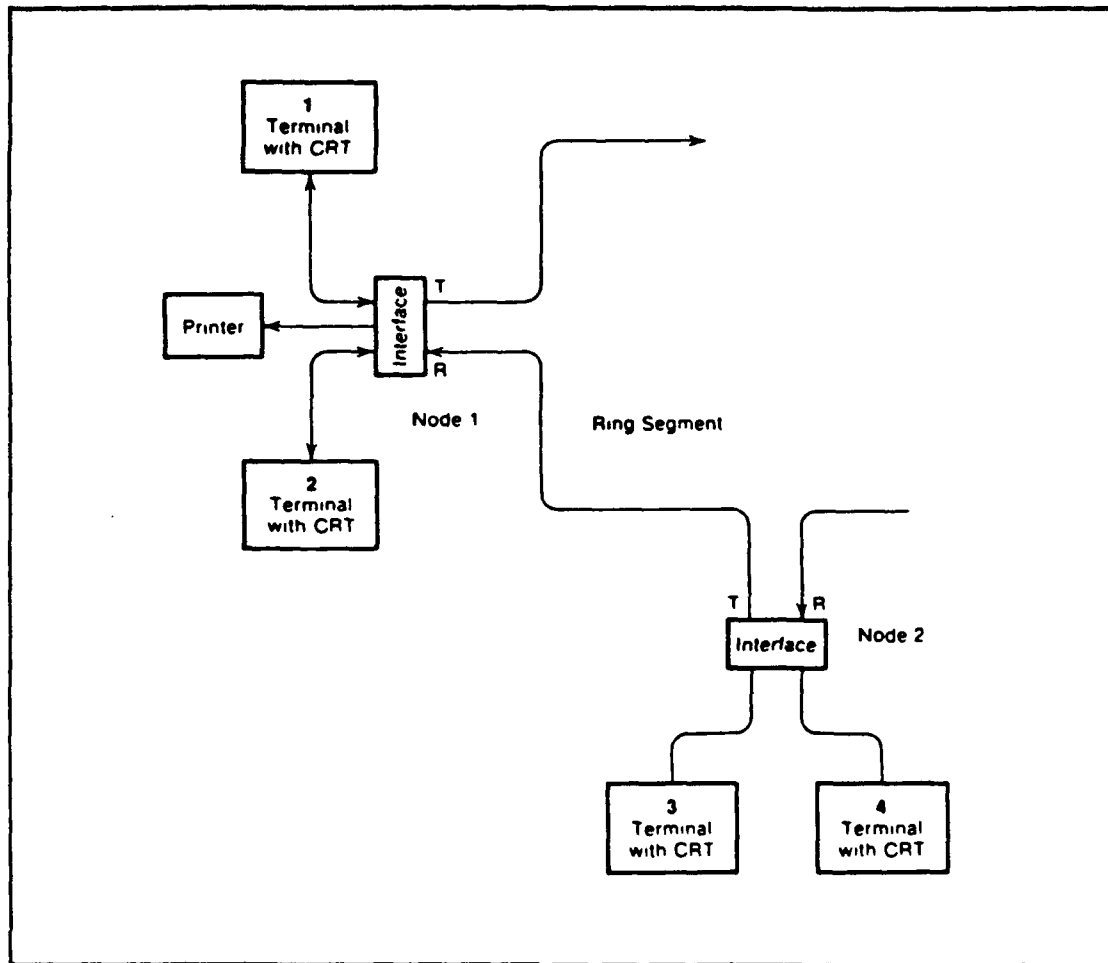 1
Terminal
with CRT
T
Printer
Interface
R
Node 1
Ring Segment
2
Terminal
with CRT
T
R
Interface
Node 2
3
Terminal
with CRT
4
Terminal
with CRT